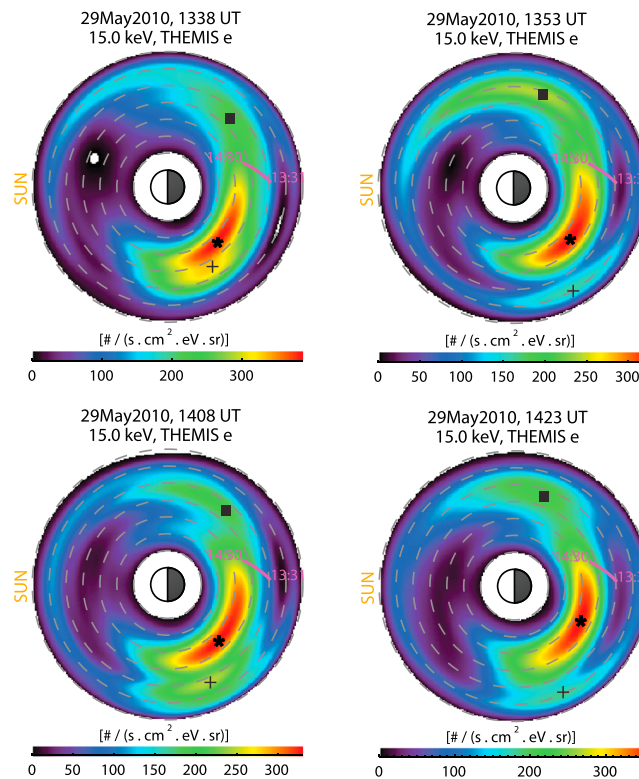 29May2010, 1338 UT
15.0 keV, THEMIS e
29May2010, 1353 UT
15.0 keV, THEMIS e
SUN
14:30
13:31
SUN
14:30
13:3
[# / (s . cm² . eV . sr)]
0 100 200 300
[# / (s . cm² . eV . sr)]
0 50 100 150 200 250 300
29May2010, 1408 UT
15.0 keV, THEMIS e
29May2010, 1423 UT
15.0 keV, THEMIS e
SUN
14:30
13:31
SUN
14:30
13:3
[# / (s . cm² . eV . sr)]
0 50 100 150 200 250 300
[# / (s . cm² . eV . sr)]
0 100 200 300